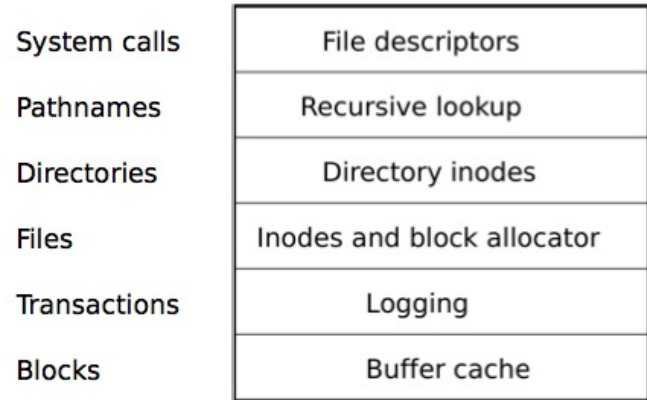 System calls File descriptors
Pathnames Recursive lookup
Directories Directory inodes
Files Inodes and block allocator
Transactions Logging
Blocks Buffer cache